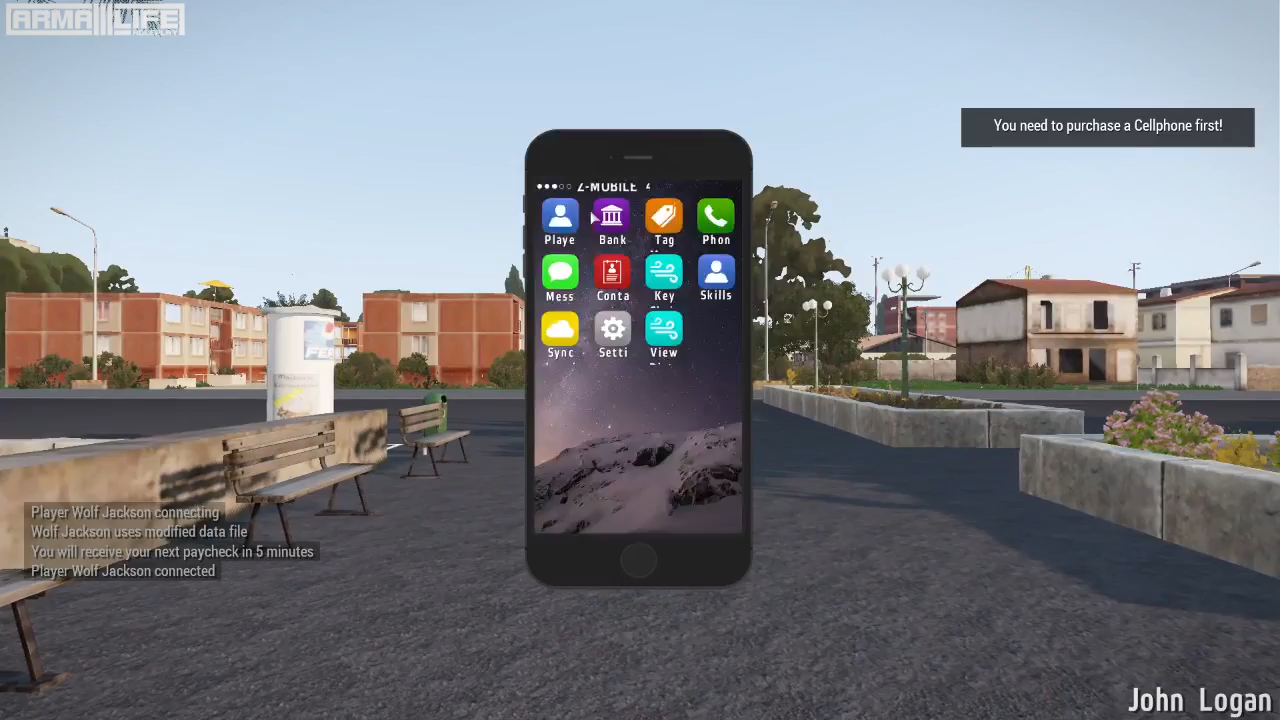 ARMA LIFE
You need to purchase a Cellphone first!
Z-MOBILE 4
Playe Bank Tag Phon
Mess Conta Key Skills
Sync Setti View
Player Wolf Jackson connecting
Wolf Jackson uses modified data file
You will receive your next paycheck in 5 minutes
Player Wolf Jackson connected
John Logan